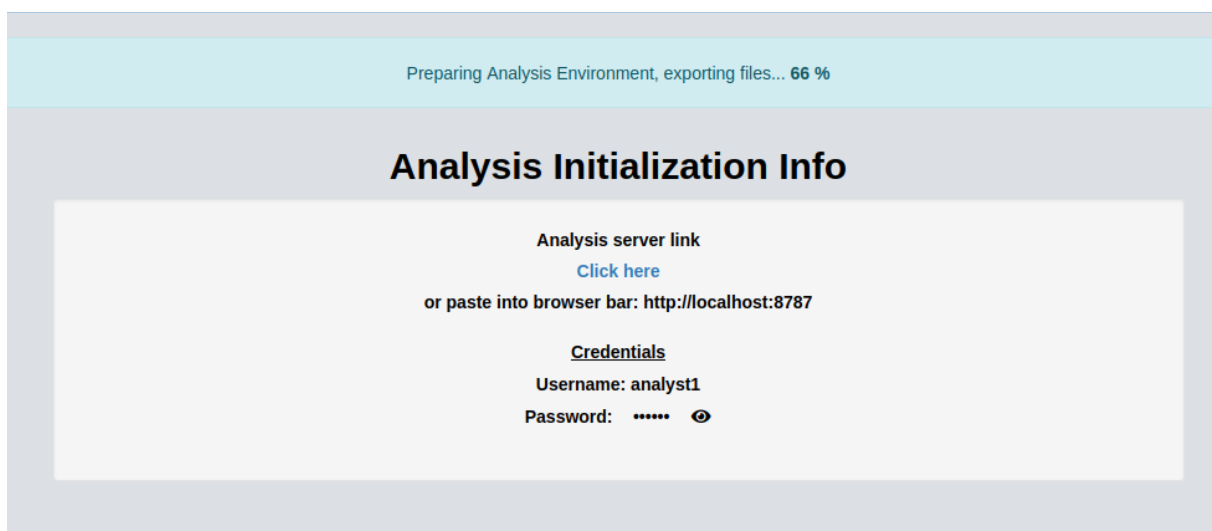 Preparing Analysis Environment, exporting files... 66 %
Analysis Initialization Info
Analysis server link
Click here
or paste into browser bar: http://localhost:8787
Credentials
Username: analyst1
Password: ••••••